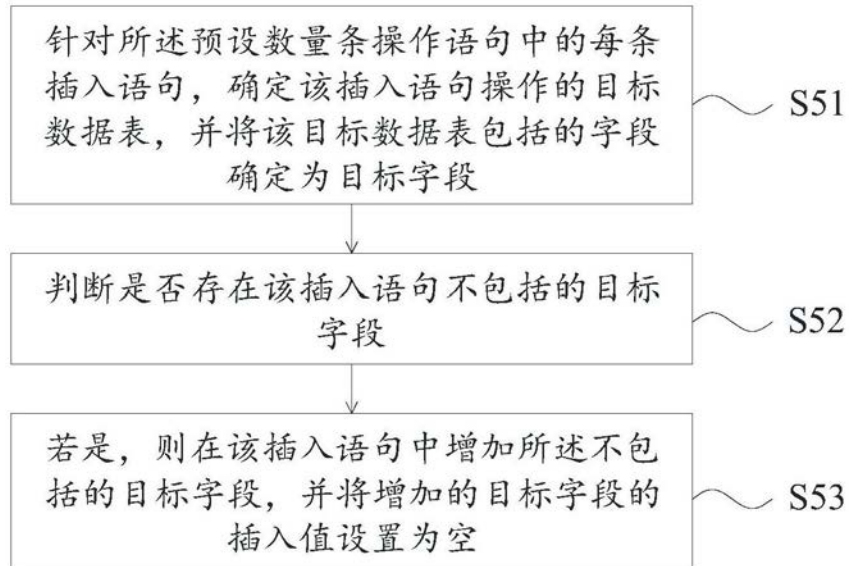 针对所述预设数量条操作语句中的每条
插入语句，确定该插入语句操作的目标
数据表，并将该目标数据表包括的字段
确定为目标字段
S51
判断是否存在该插入语句不包括的目标
字段
S52
若是，则在该插入语句中增加所述不包
括的目标字段，并将增加的目标字段的
插入值设置为空
S53